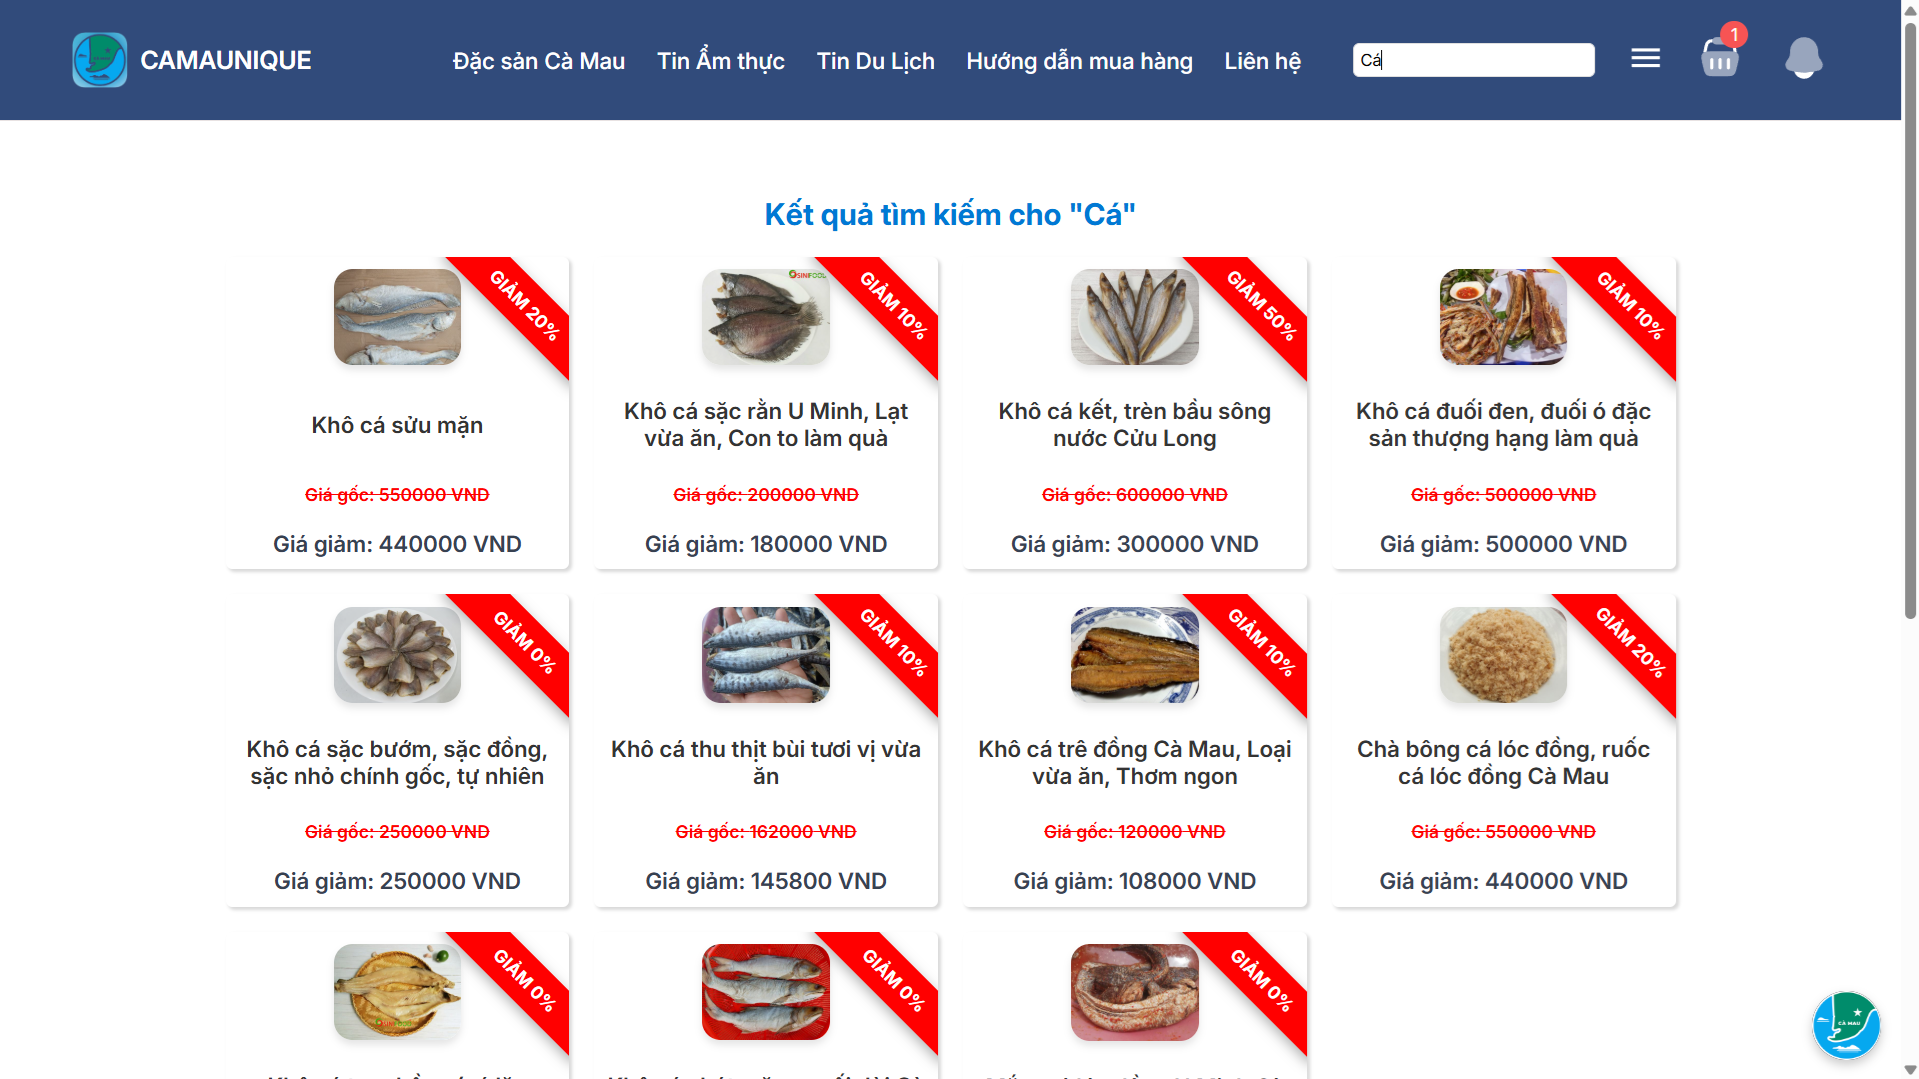 CAMAUNIQUE
Đặc sản Cà Mau
Tin Ẩm thực
Tin Du Lịch
Hướng dẫn mua hàng
Liên hệ
Cá
1
Kết quả tìm kiếm cho "Cá"
GIẢM 20%
Khô cá sửu mặn
Giá gốc: 550000 VND
Giá giảm: 440000 VND
SINIFOOD
GIẢM 10%
Khô cá sặc rằn U Minh, Lạt
vừa ăn, Con to làm quà
Giá gốc: 200000 VND
Giá giảm: 180000 VND
GIẢM 50%
Khô cá kết, trèn bầu sông
nước Cửu Long
Giá gốc: 600000 VND
Giá giảm: 300000 VND
GIẢM 10%
Khô cá đuối đen, đuối ó đặc
sản thượng hạng làm quà
Giá gốc: 500000 VND
Giá giảm: 500000 VND
GIẢM 0%
Khô cá sặc bướm, sặc đồng,
sặc nhỏ chính gốc, tự nhiên
Giá gốc: 250000 VND
Giá giảm: 250000 VND
GIẢM 10%
Khô cá thu thịt bùi tươi vị vừa
ăn
Giá gốc: 162000 VND
Giá giảm: 145800 VND
GIẢM 10%
Khô cá trê đồng Cà Mau, Loại
vừa ăn, Thơm ngon
Giá gốc: 120000 VND
Giá giảm: 108000 VND
GIẢM 20%
Chà bông cá lóc đồng, ruốc
cá lóc đồng Cà Mau
Giá gốc: 550000 VND
Giá giảm: 440000 VND
GIẢM 0%
GIẢM 0%
GIẢM 0%
CÀ MAU